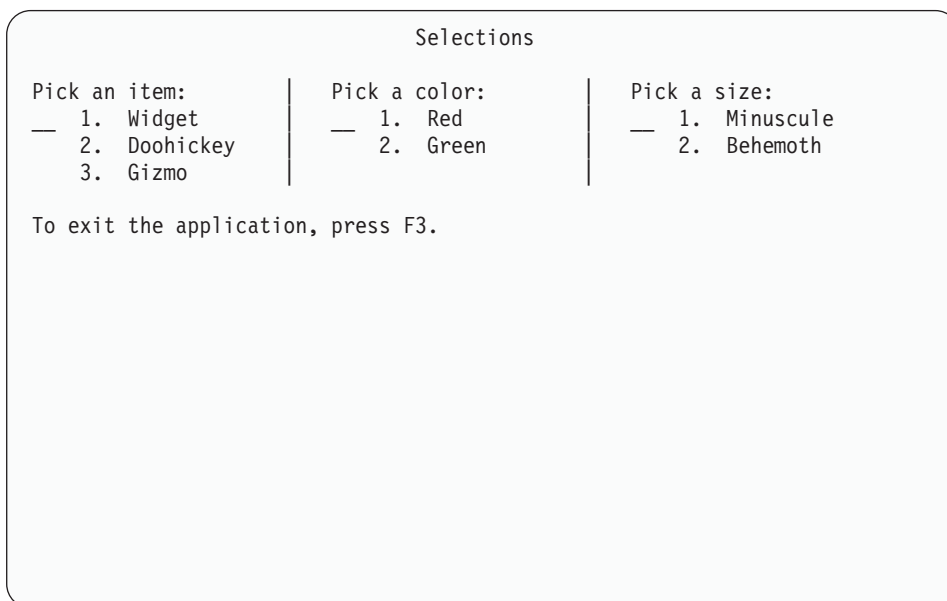 Selections
Pick an item: | Pick a color: | Pick a size:
__ 1. Widget | __ 1. Red | __ 1. Minuscule
2. Doohickey | 2. Green | 2. Behemoth
3. Gizmo | |
To exit the application, press F3.